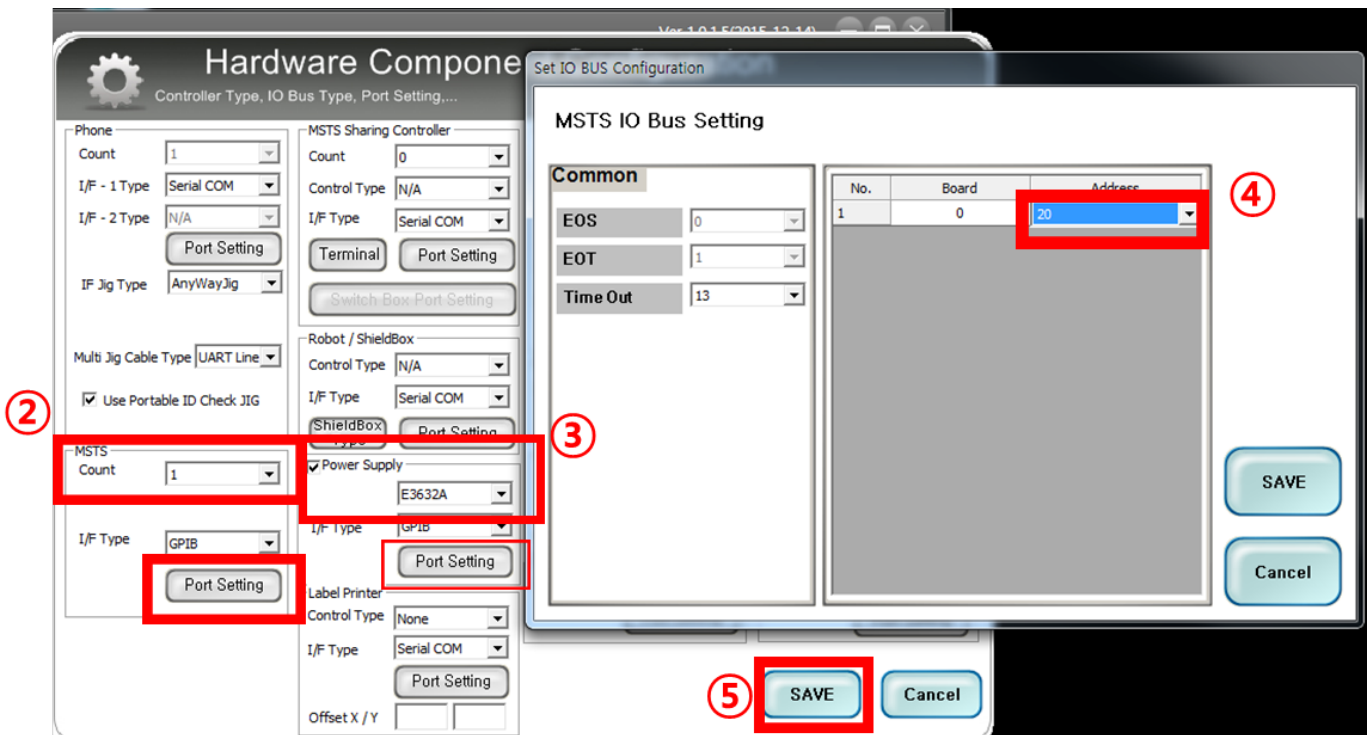 Ver 1.0.1.5(2015-12-14)
Hardware Compone
Controller Type, IO Bus Type, Port Setting,...
Phone
Count 1
I/F - 1 Type Serial COM
I/F - 2 Type N/A
Port Setting
IF Jig Type AnyWayJig
Multi Jig Cable Type UART Line
Use Portable ID Check JIG
②
MSTS
Count 1
I/F Type GPIB
Port Setting
MSTS Sharing Controller
Count 0
Control Type N/A
I/F Type Serial COM
Terminal Port Setting
Switch Box Port Setting
Robot / ShieldBox
Control Type N/A
I/F Type Serial COM
ShieldBox
Type
Port Setting
③
Power Supply
E3632A
I/F Type GPIB
Port Setting
Label Printer
Control Type None
I/F Type Serial COM
Port Setting
Offset X / Y
Set IO BUS Configuration
MSTS IO Bus Setting
Common
EOS 0
EOT 1
Time Out 13
No. Board Address
1 0 20
④
SAVE
Cancel
⑤
SAVE
Cancel